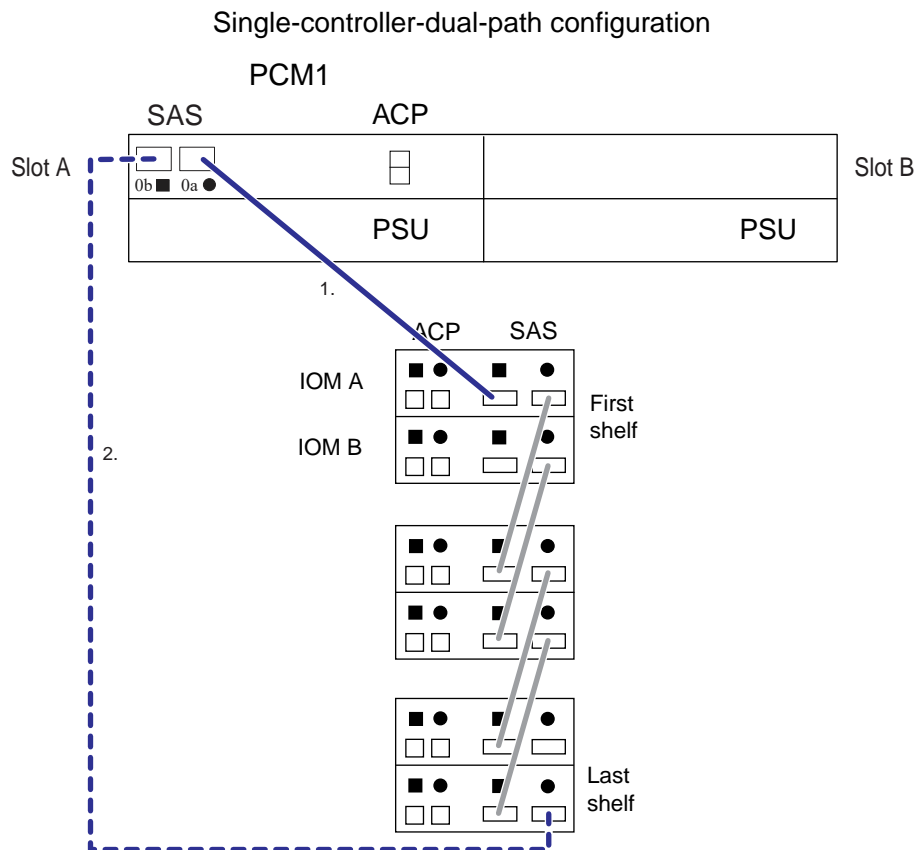 Single-controller-dual-path configuration
PCM1
SAS ACP
Slot A
Slot B
0b 0a
PSU PSU
1.
ACP SAS
IOM A
First
shelf
IOM B
2.
Last
shelf